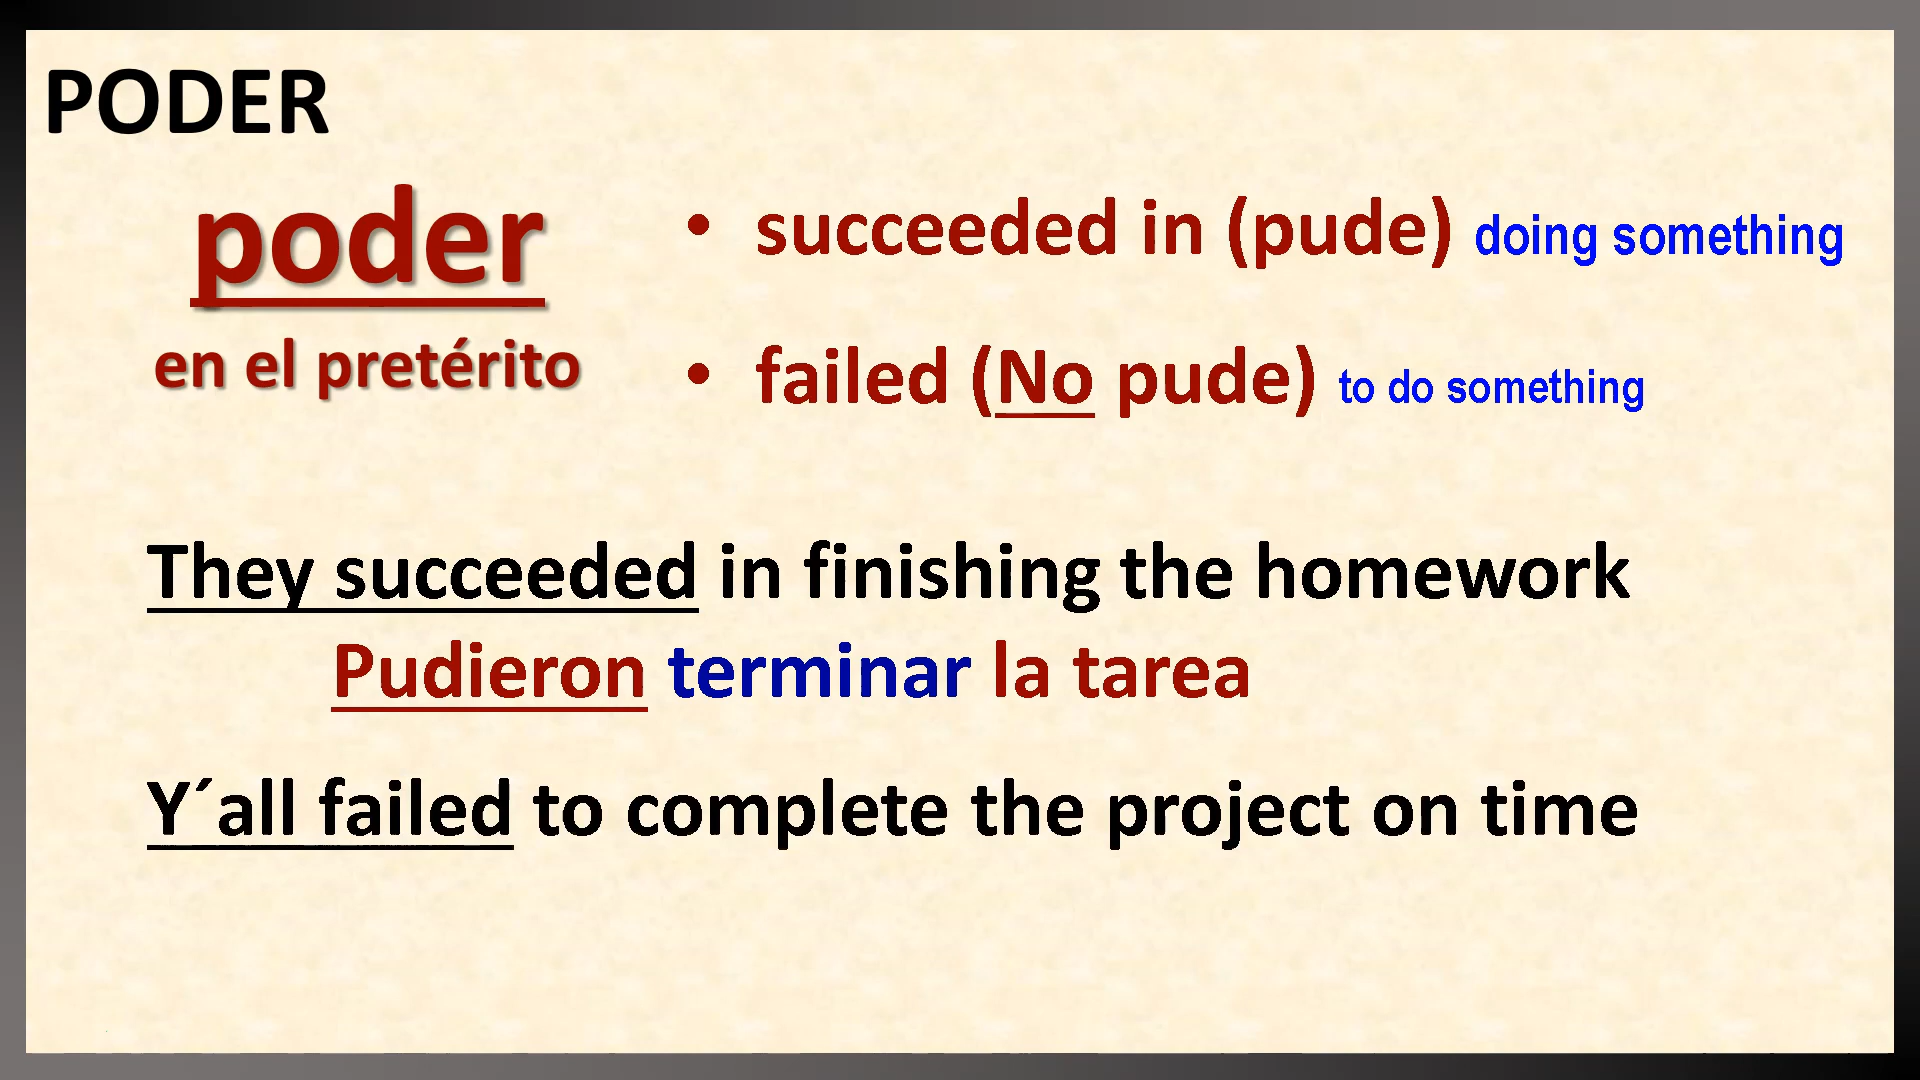 PODER
poder
en el pretérito
• succeeded in (pude) doing something
• failed (No pude) to do something
They succeeded in finishing the homework
Pudieron terminar la tarea
Y´all failed to complete the project on time